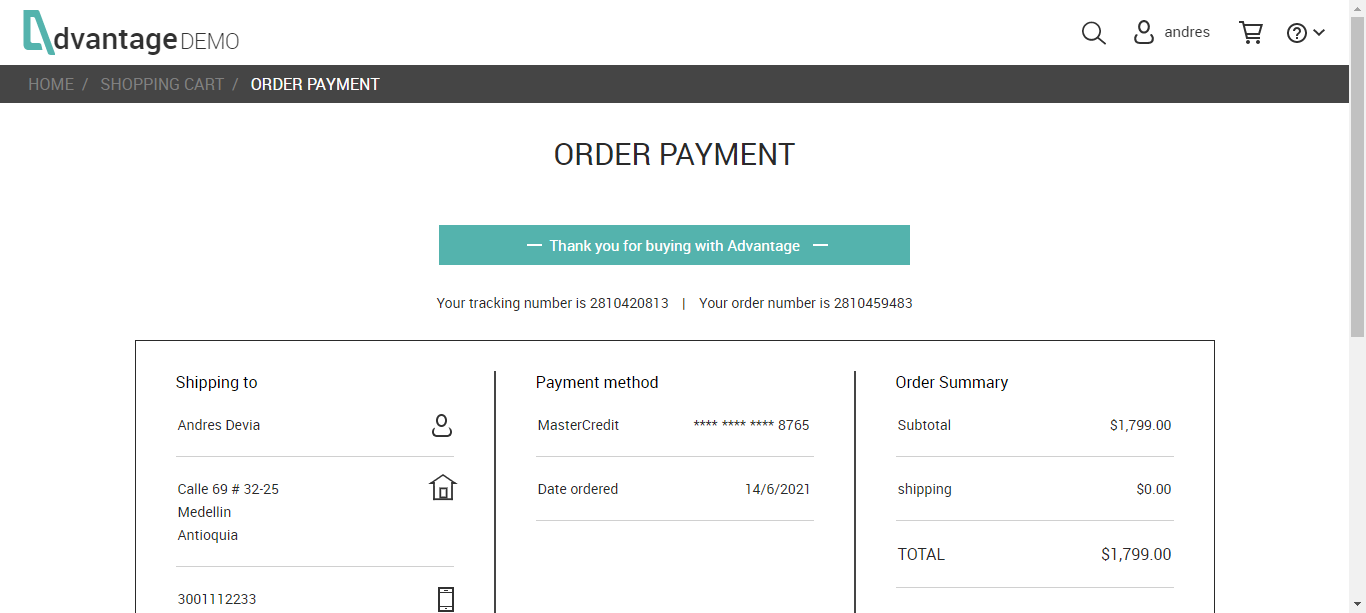 Advantage DEMO
andres
HOME / SHOPPING CART / ORDER PAYMENT
ORDER PAYMENT
— Thank you for buying with Advantage —
Your tracking number is 2810420813 | Your order number is 2810459483
Shipping to
Andres Devia
Calle 69 # 32-25
Medellin
Antioquia
3001112233
Payment method
MasterCredit **** **** **** 8765
Date ordered 14/6/2021
Order Summary
Subtotal $1,799.00
shipping $0.00
TOTAL $1,799.00